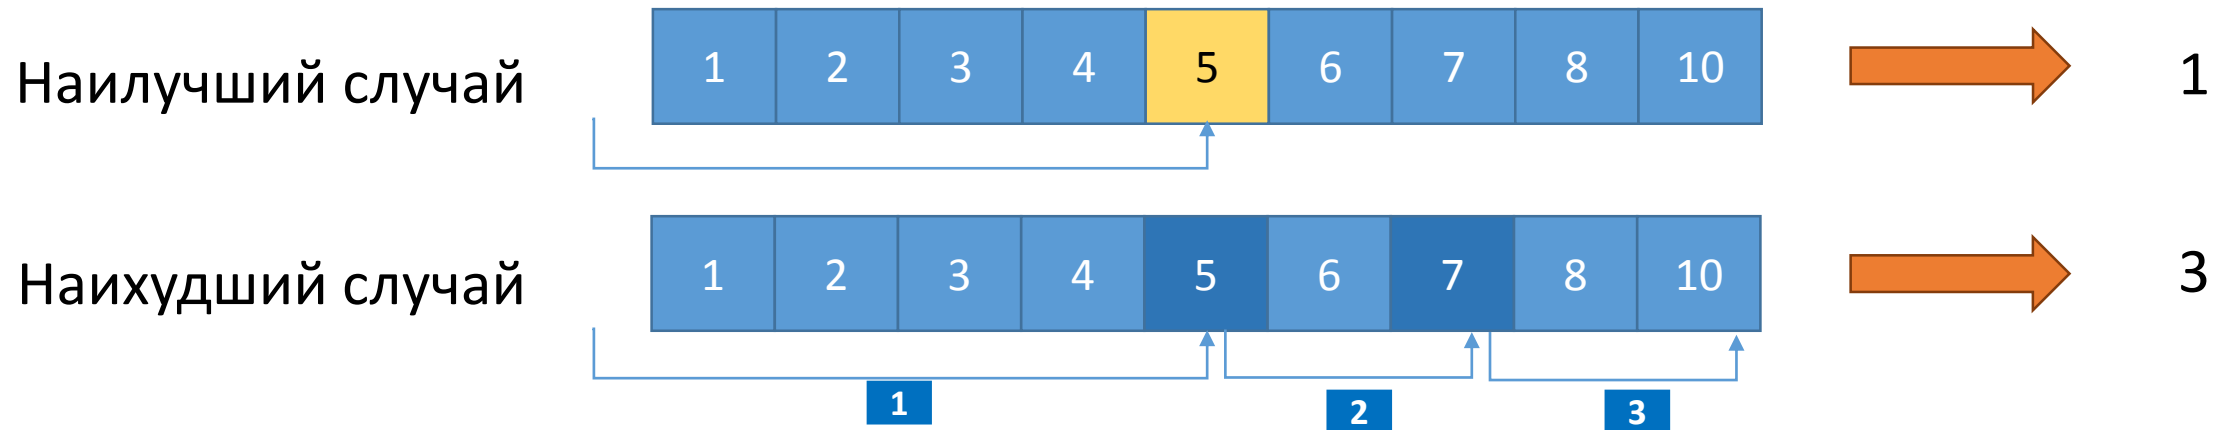 Наилучший случай 1 2 3 4 5 6 7 8 10 1
Наихудший случай 1 2 3 4 5 6 7 8 10 3
1 2 3